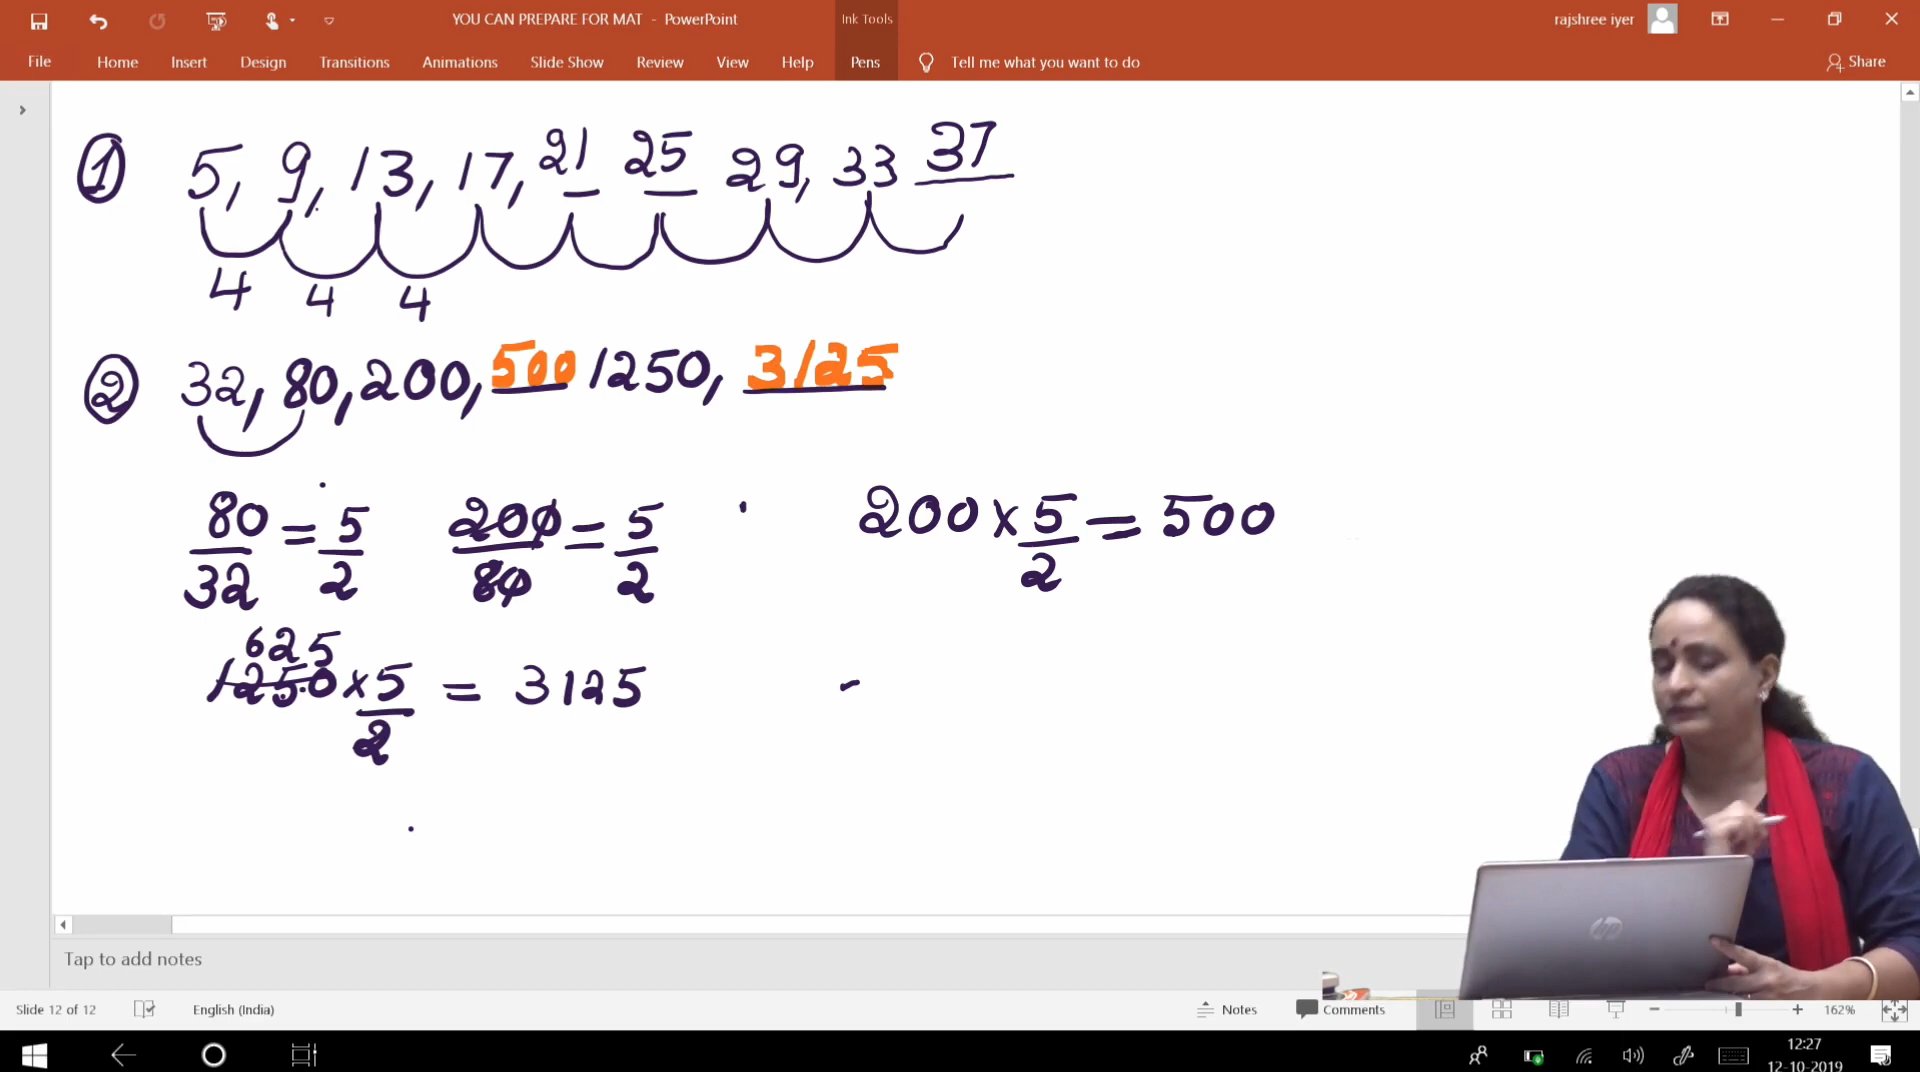 YOU CAN PREPARE FOR MAT - PowerPoint
Ink Tools
rajshree iyer
File Home Insert Design Transitions Animations Slide Show Review View Help Pens Tell me what you want to do Share
① 5, 9, 13, 17, 21 25 29, 33 37
4 4 4
② 32, 80, 200, 500 1250, 3125
80/32 = 5/2 200/80 = 5/2 200 x 5/2 = 500
625
1250 x 5/2 = 3125
Tap to add notes
Slide 12 of 12 English (India) Notes Comments 162%
hp
12:27
12-10-2019